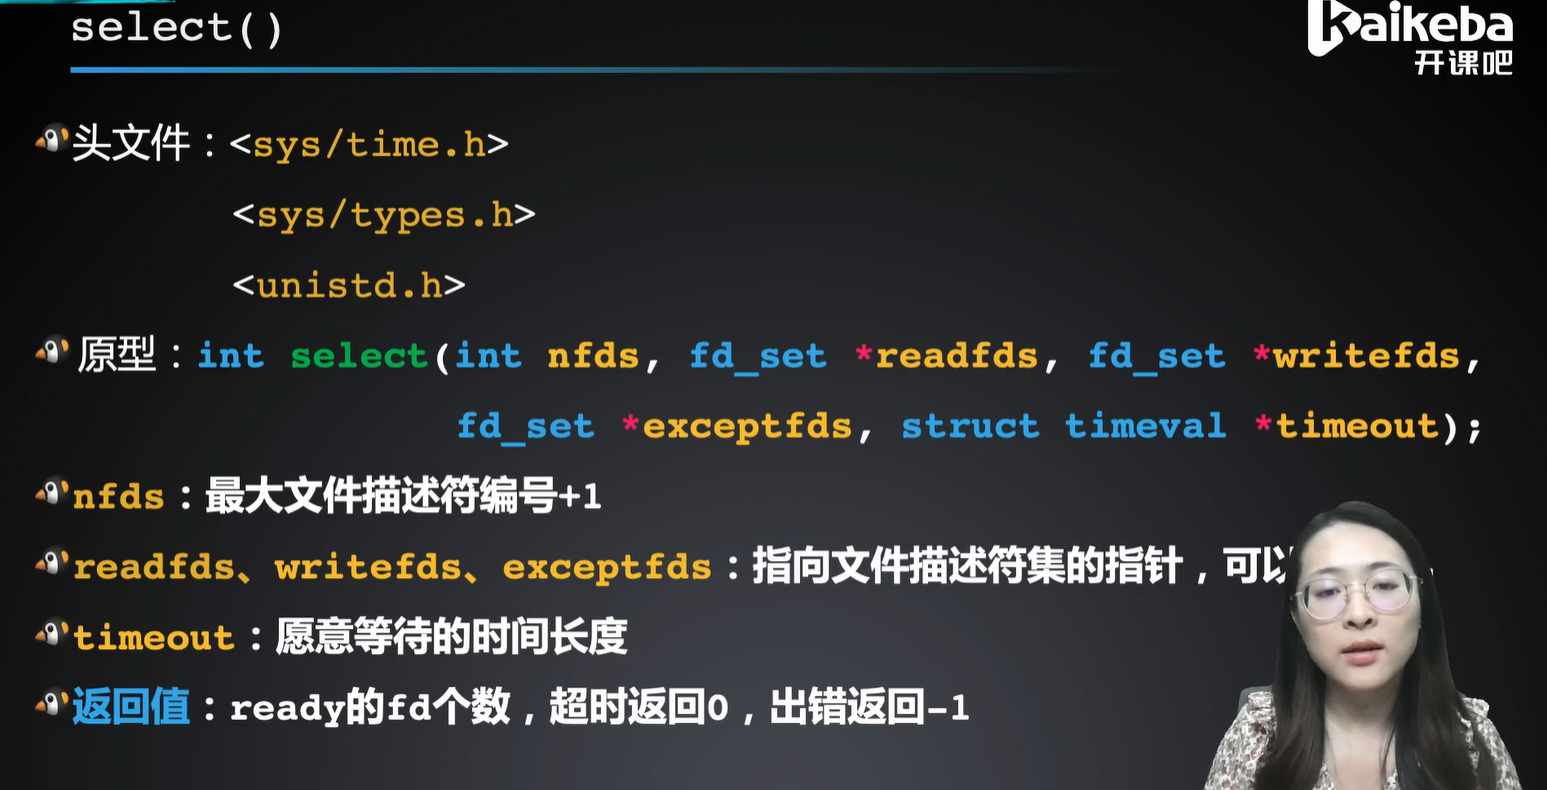 select()
Kaikeba
开课吧
头文件：<sys/time.h>
<sys/types.h>
<unistd.h>
原型：int select(int nfds, fd_set *readfds, fd_set *writefds,
fd_set *exceptfds, struct timeval *timeout);
nfds：最大文件描述符编号+1
readfds、writefds、exceptfds：指向文件描述符集的指针，可以
timeout：愿意等待的时间长度
返回值：ready的fd个数，超时返回0，出错返回-1